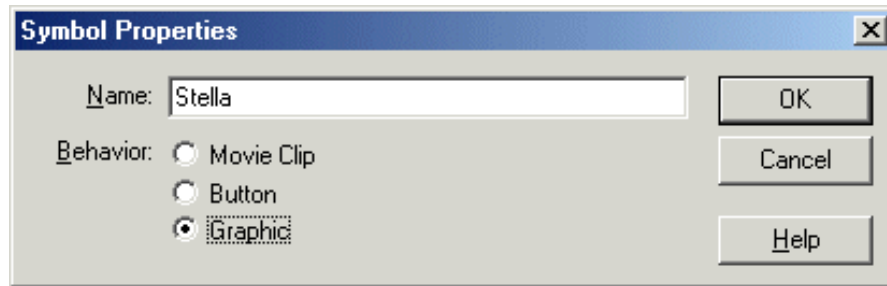 Symbol Properties
Name: Stella
OK
Behavior: Movie Clip
Cancel
Button
Graphic
Help